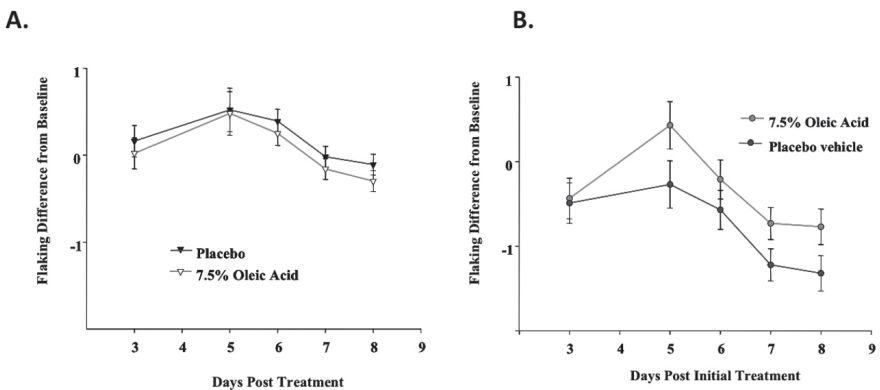 A.
Flaking Difference from Baseline
1
0
-1
Placebo
7.5% Oleic Acid
3 4 5 6 7 8 9
Days Post Treatment
B.
Flaking Difference from Baseline
1
0
-1
7.5% Oleic Acid
Placebo vehicle
3 4 5 6 7 8 9
Days Post Initial Treatment